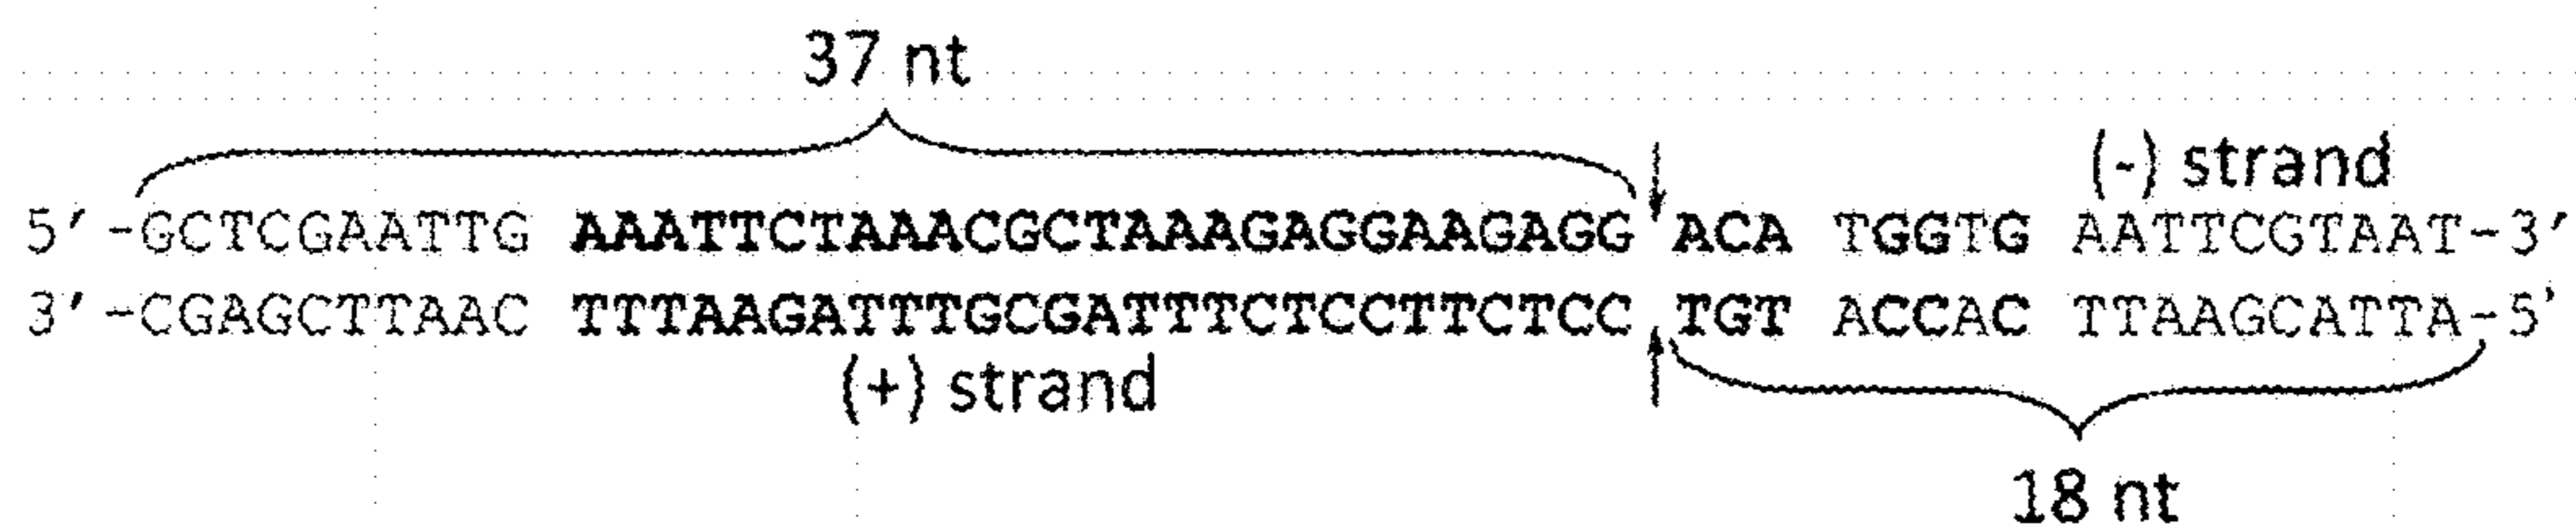 37 nt
(-) strand
5'-GCTCGAATTG AAATTCTAAACGCTAAAGAGGAAGAGG ACA TGGTG AATTCGTAAT-3'
3'-CGAGCTTAAC TTTAAGATTTGCGATTTCTCCTTCTCC TGT ACCAC TTAAGCATTA-5'
(+) strand
18 nt